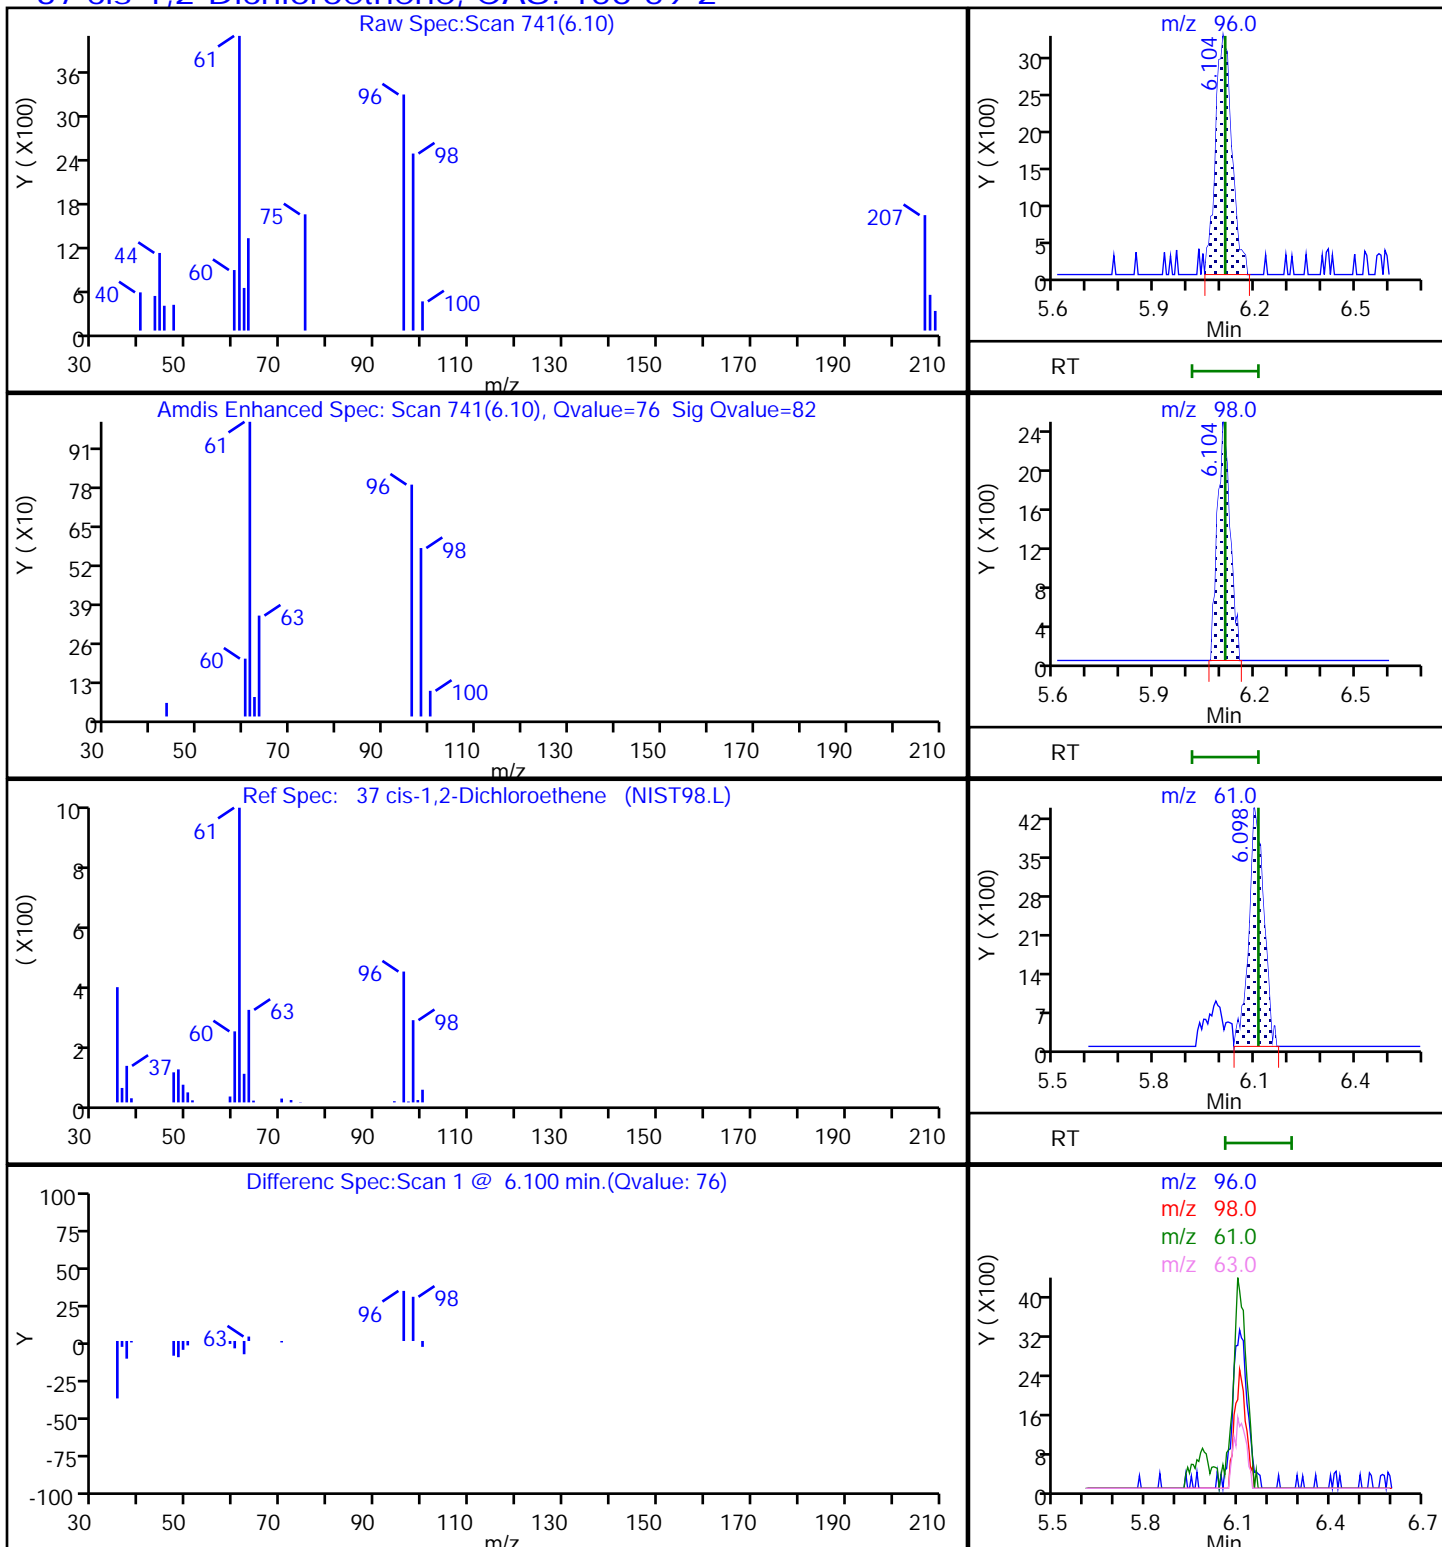 37 cis-1,2-Dichloroethene, CAS: 156-59-2
Raw Spec:Scan 741(6.10)
Y ( X100)
36
30
24
18
12
6
0
61
96
98
75
207
44
60
40
100
30 50 70 90 110 130 150 170 190 210
m/z
m/z 96.0
Y ( X100)
30
25
20
15
10
5
0
6.104
5.6 5.9 6.2 6.5
Min
RT
Amdis Enhanced Spec: Scan 741(6.10), Qvalue=76 Sig Qvalue=82
Y ( X10)
91
78
65
52
39
26
13
0
61
96
98
63
60
100
30 50 70 90 110 130 150 170 190 210
m/z
m/z 98.0
Y ( X100)
24
20
16
12
8
4
0
6.104
5.6 5.9 6.2 6.5
Min
RT
Ref Spec: 37 cis-1,2-Dichloroethene (NIST98.L)
( X100)
10
8
6
4
2
0
61
96
63
98
60
37
30 50 70 90 110 130 150 170 190 210
m/z 61.0
Y ( X100)
42
35
28
21
14
7
0
6.098
5.5 5.8 6.1 6.4
Min
RT
Differenc Spec:Scan 1 @ 6.100 min.(Qvalue: 76)
Y
100
75
50
25
0
-25
-50
-75
-100
96
98
63
30 50 70 90 110 130 150 170 190 210
m/z
m/z 96.0
m/z 98.0
m/z 61.0
m/z 63.0
Y ( X100)
40
32
24
16
8
0
5.5 5.8 6.1 6.4 6.7
Min